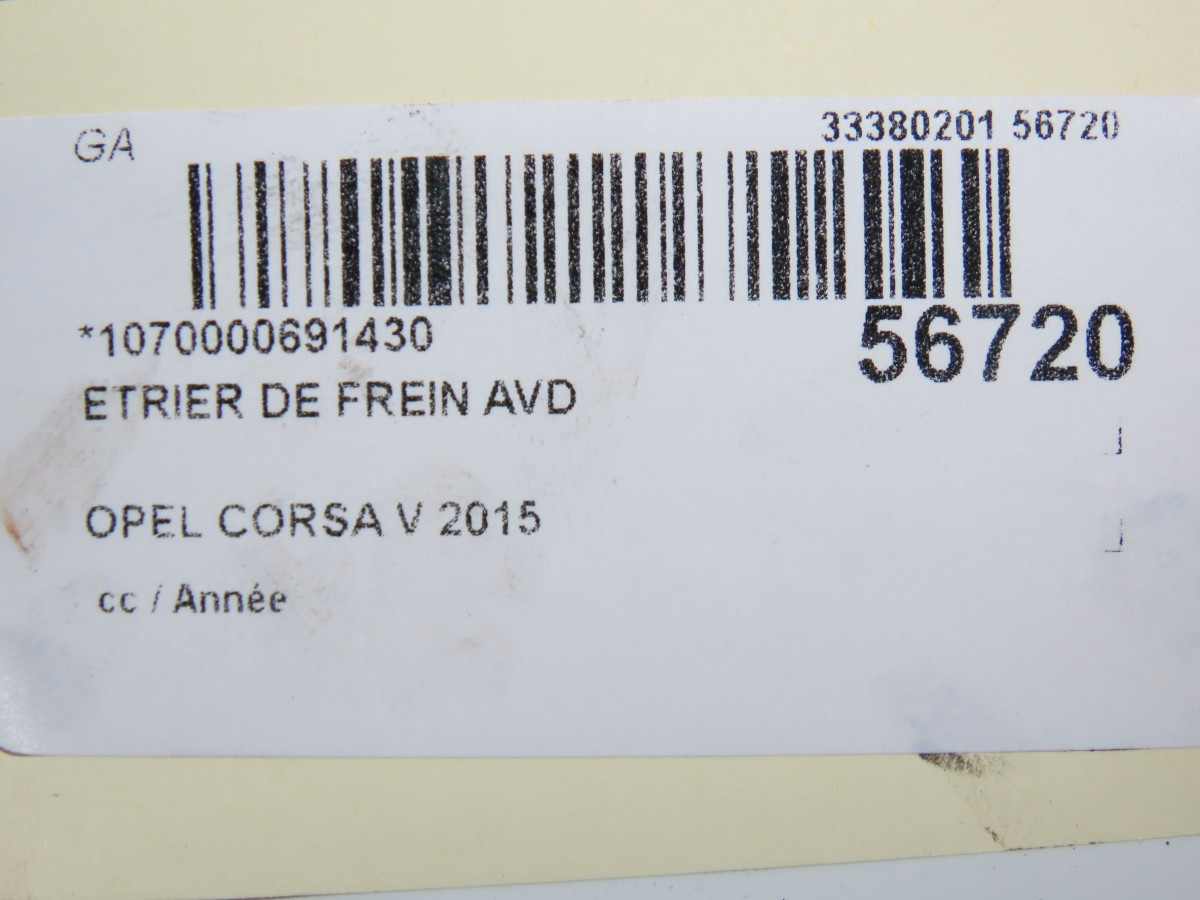 GA
33380201 56720
*1070000691430
56720
ETRIER DE FREIN AVD
OPEL CORSA V 2015
cc / Année